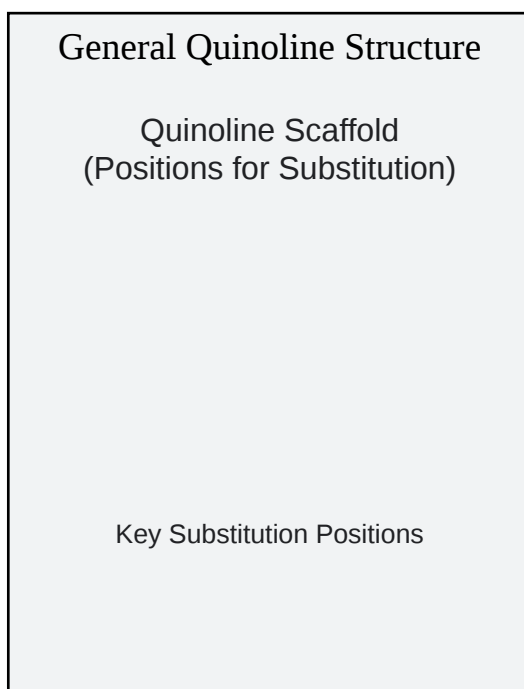 General Quinoline Structure
Quinoline Scaffold
(Positions for Substitution)
Key Substitution Positions